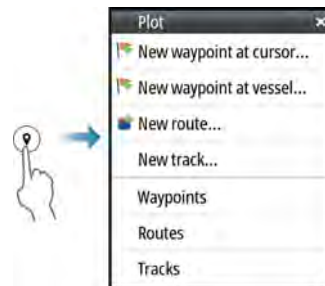 Plot
New waypoint at cursor...
New waypoint at vessel...
New route...
New track...
Waypoints
Routes
Tracks